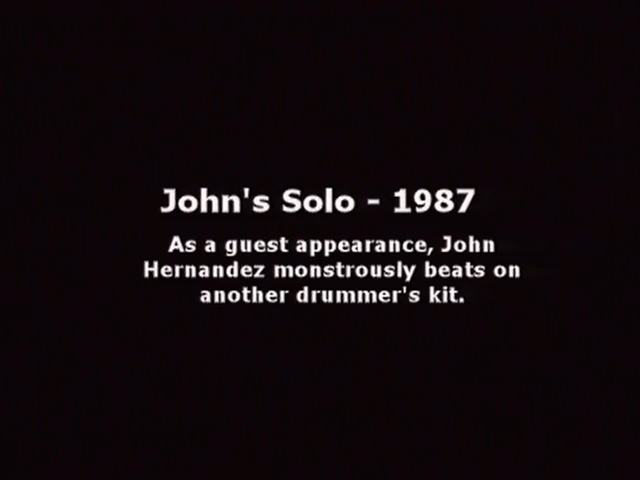 John's Solo - 1987
As a guest appearance, John
Hernandez monstrously beats on
another drummer's kit.